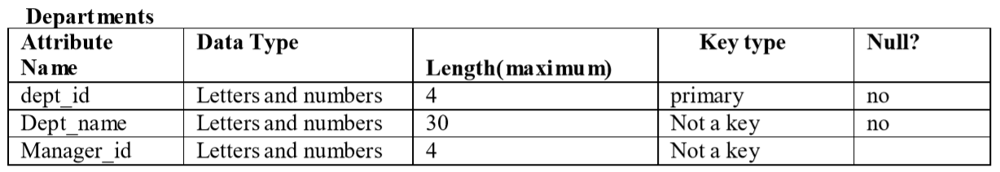 Departments
Attribute Name Data Type Length(maximum) Key type Null?
dept_id Letters and numbers 4 primary no
Dept_name Letters and numbers 30 Not a key no
Manager_id Letters and numbers 4 Not a key